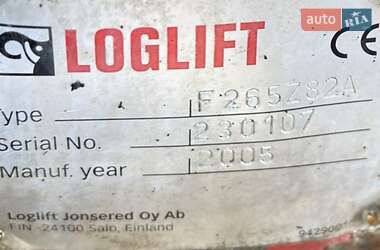 AUTO RIA
LOGLIFT CE
Type F265Z82A
Serial No. 230107
Manuf. year 2005
Loglift Jonsered Oy Ab
FIN-24100 Salo, Finland